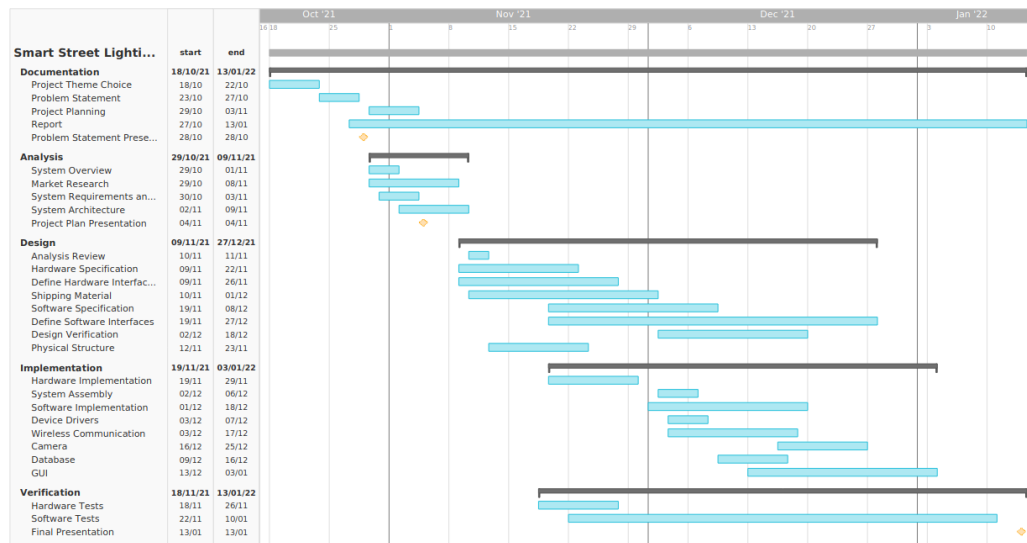 Oct '21 Nov '21 Dec '21 Jan '22
16 18 25 1 8 15 22 29 6 13 20 27 3 10
Smart Street Lighti... start end
Documentation 18/10/21 13/01/22
Project Theme Choice 18/10 22/10
Problem Statement 23/10 27/10
Project Planning 29/10 03/11
Report 27/10 13/01
Problem Statement Prese... 28/10 28/10
Analysis 29/10/21 09/11/21
System Overview 29/10 01/11
Market Research 29/10 08/11
System Requirements an... 30/10 03/11
System Architecture 02/11 09/11
Project Plan Presentation 04/11 04/11
Design 09/11/21 27/12/21
Analysis Review 10/11 11/11
Hardware Specification 09/11 22/11
Define Hardware Interfac... 09/11 26/11
Shipping Material 10/11 01/12
Software Specification 19/11 08/12
Define Software Interfaces 19/11 27/12
Design Verification 02/12 18/12
Physical Structure 12/11 23/11
Implementation 19/11/21 03/01/22
Hardware Implementation 19/11 29/11
System Assembly 02/12 06/12
Software Implementation 01/12 18/12
Device Drivers 03/12 07/12
Wireless Communication 03/12 17/12
Camera 16/12 25/12
Database 09/12 16/12
GUI 13/12 03/01
Verification 18/11/21 13/01/22
Hardware Tests 18/11 26/11
Software Tests 22/11 10/01
Final Presentation 13/01 13/01